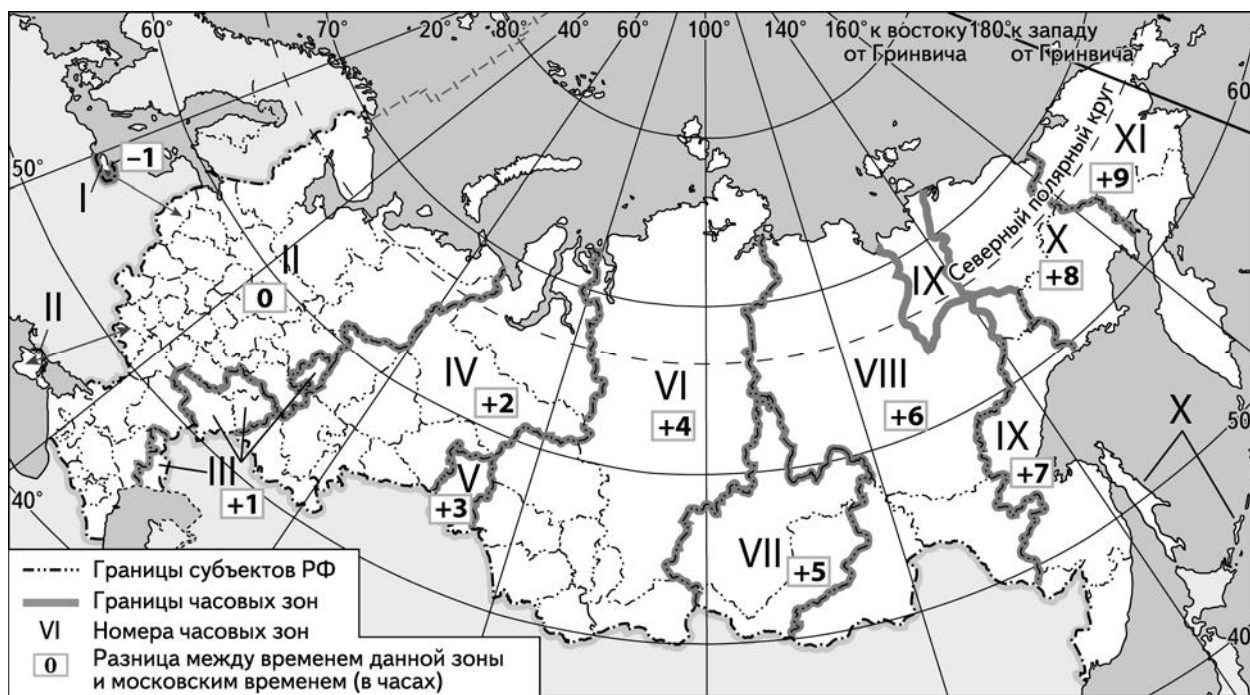 60° 70° 20° 40° 60° 80° 100° 120° 140° 160° к востоку от Гринвича 180° к западу от Гринвича
60
50°
–1
I
II
0
II
40°
III
+1
IV
+2
V
+3
VI
+4
VII
+5
VIII
+6
IX
IX
+7
Северный полярный круг
X
+8
XI
+9
X
50
40
Границы субъектов РФ
Границы часовых зон
VI Номера часовых зон
0 Разница между временем данной зоны
и московским временем (в часах)